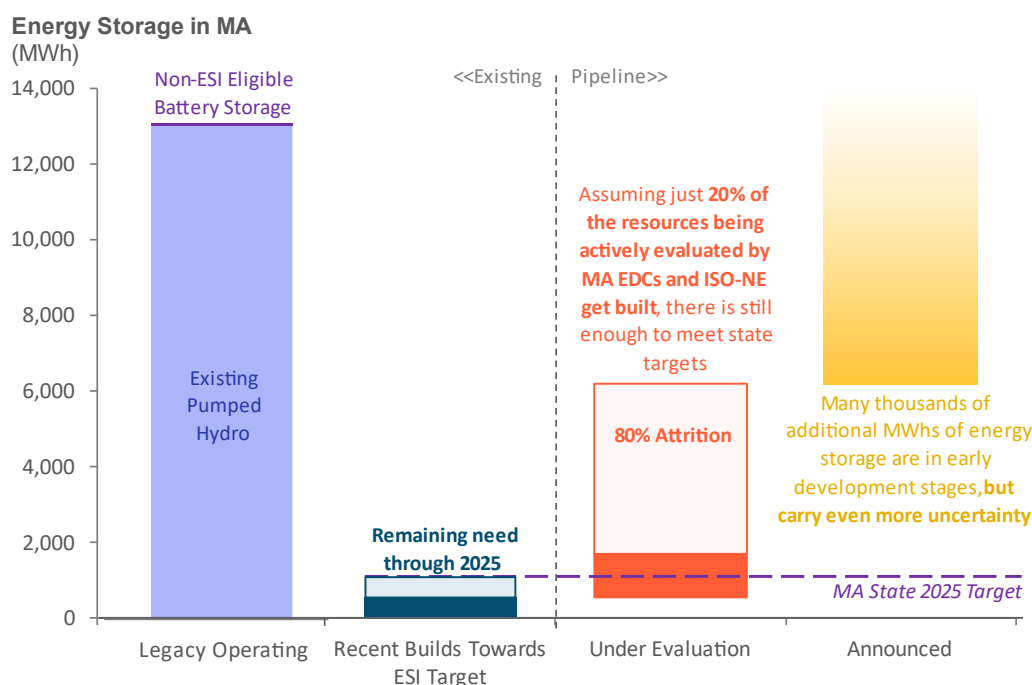 Energy Storage in MA
(MWh)
<<Existing
Pipeline>>
14,000
12,000
10,000
8,000
6,000
4,000
2,000
0
Non-ESI Eligible
Battery Storage
Existing
Pumped
Hydro
Remaining need
through 2025
Assuming just 20% of
the resources being
actively evaluated by
MA EDCs and ISO-NE
get built, there is still
enough to meet state
targets
80% Attrition
Many thousands of
additional MWhs of energy
storage are in early
development stages,but
carry even more uncertainty
MA State 2025 Target
Legacy Operating
Recent Builds Towards
ESI Target
Under Evaluation
Announced